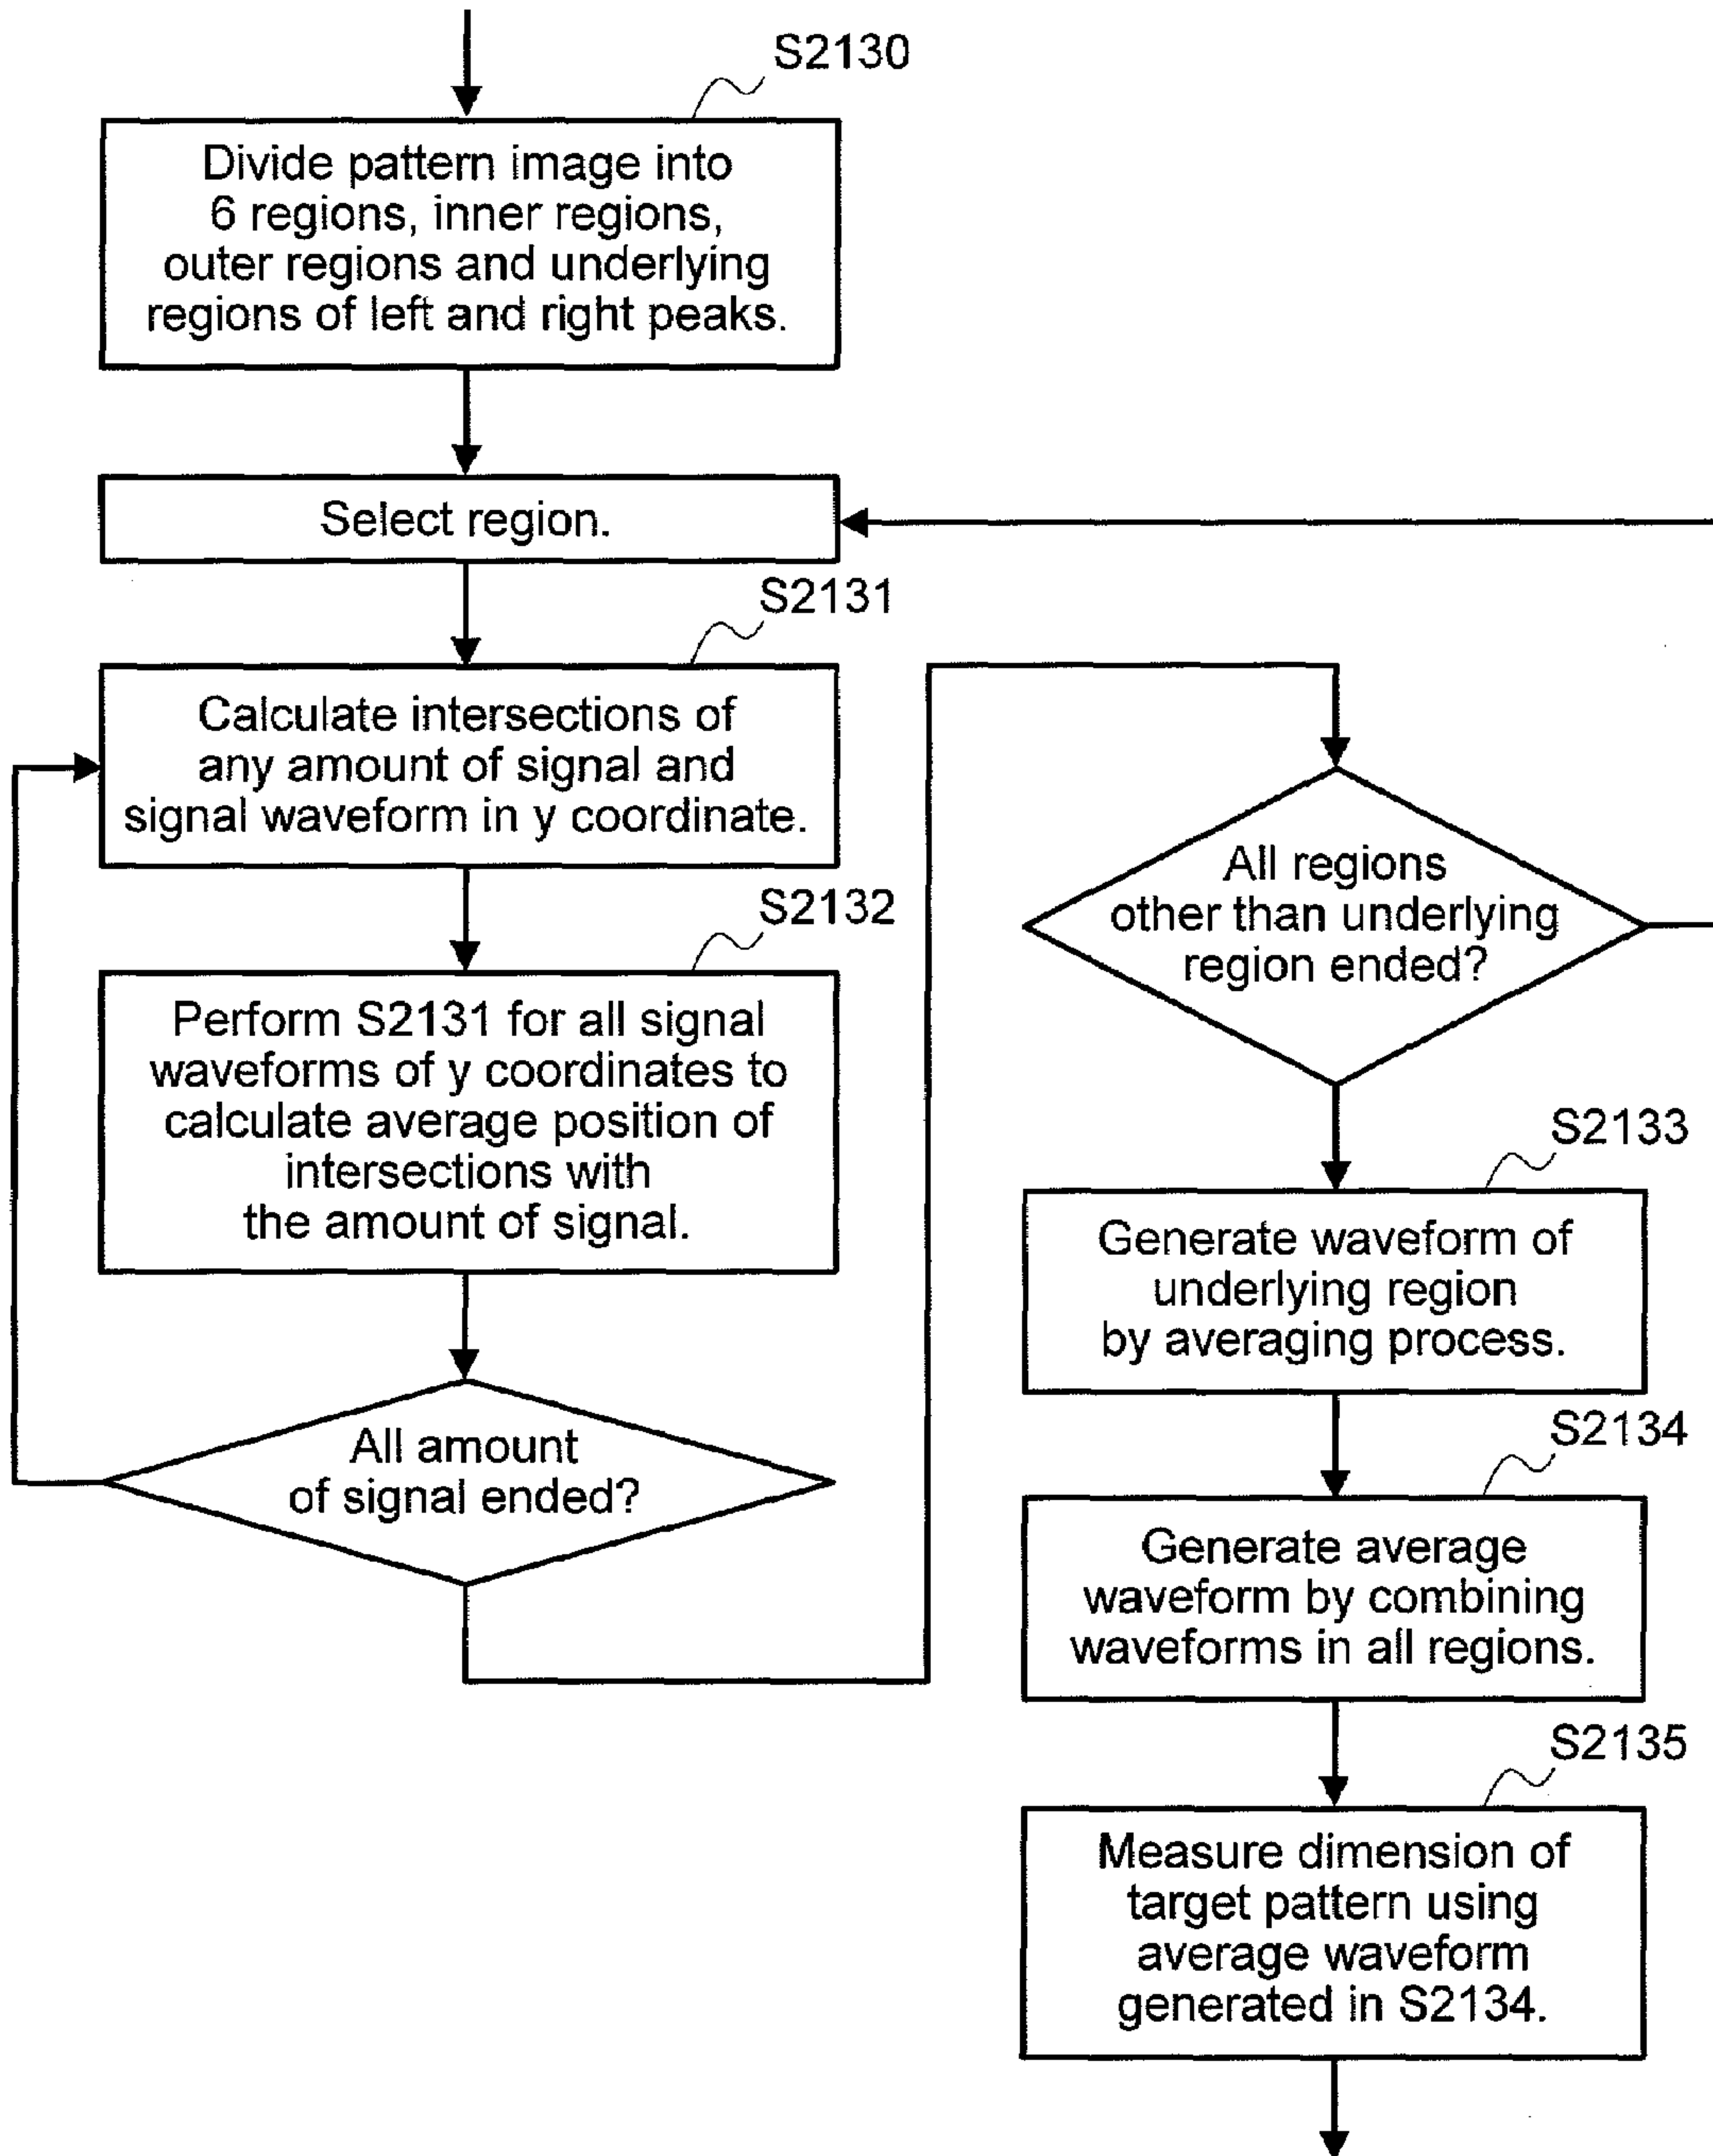 S2130
Divide pattern image into
6 regions, inner regions,
outer regions and underlying
regions of left and right peaks.
Select region.
S2131
Calculate intersections of
any amount of signal and
signal waveform in y coordinate.
S2132
Perform S2131 for all signal
waveforms of y coordinates to
calculate average position of
intersections with
the amount of signal.
All amount
of signal ended?
All regions
other than underlying
region ended?
S2133
Generate waveform of
underlying region
by averaging process.
S2134
Generate average
waveform by combining
waveforms in all regions.
S2135
Measure dimension of
target pattern using
average waveform
generated in S2134.